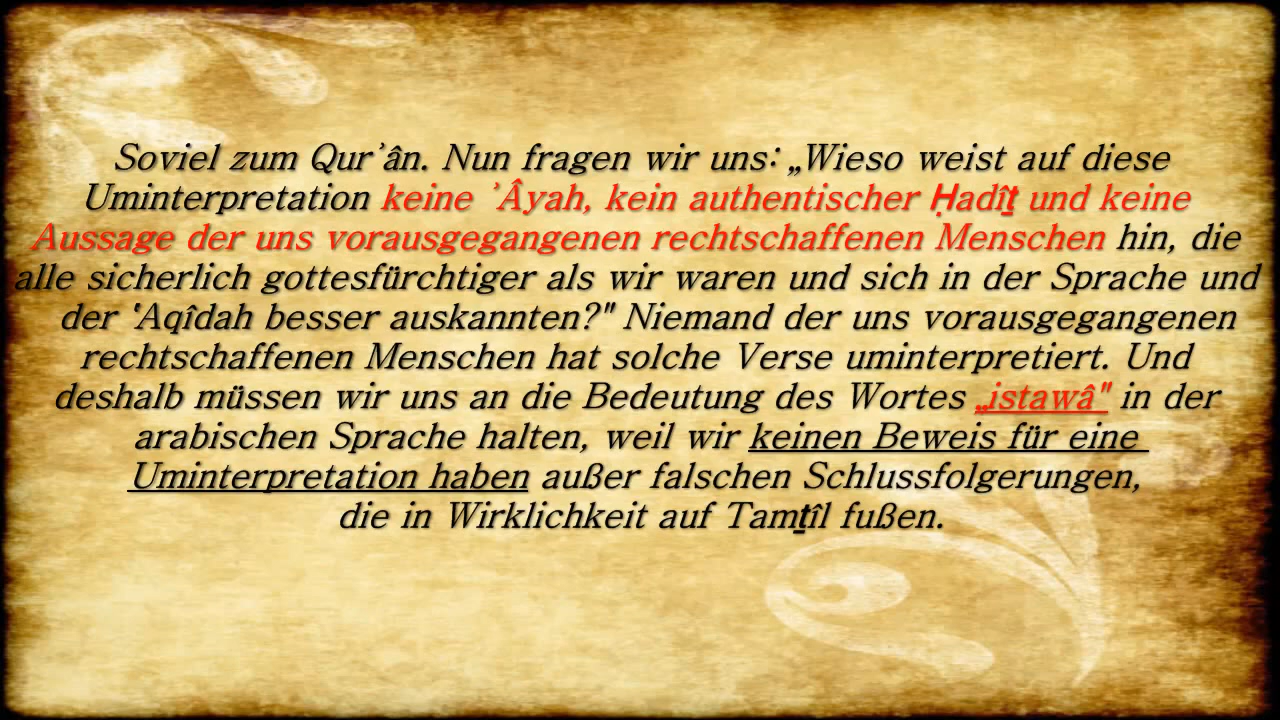 Soviel zum Qurʾân. Nun fragen wir uns: „Wieso weist auf diese
Uminterpretation keine ʾÂyah, kein authentischer Ḥadîṯ und keine
Aussage der uns vorausgegangenen rechtschaffenen Menschen hin, die
alle sicherlich gottesfürchtiger als wir waren und sich in der Sprache und
der ʽAqîdah besser auskannten?" Niemand der uns vorausgegangenen
rechtschaffenen Menschen hat solche Verse uminterpretiert. Und
deshalb müssen wir uns an die Bedeutung des Wortes „istawâ" in der
arabischen Sprache halten, weil wir keinen Beweis für eine
Uminterpretation haben außer falschen Schlussfolgerungen,
die in Wirklichkeit auf Tamṯîl fußen.